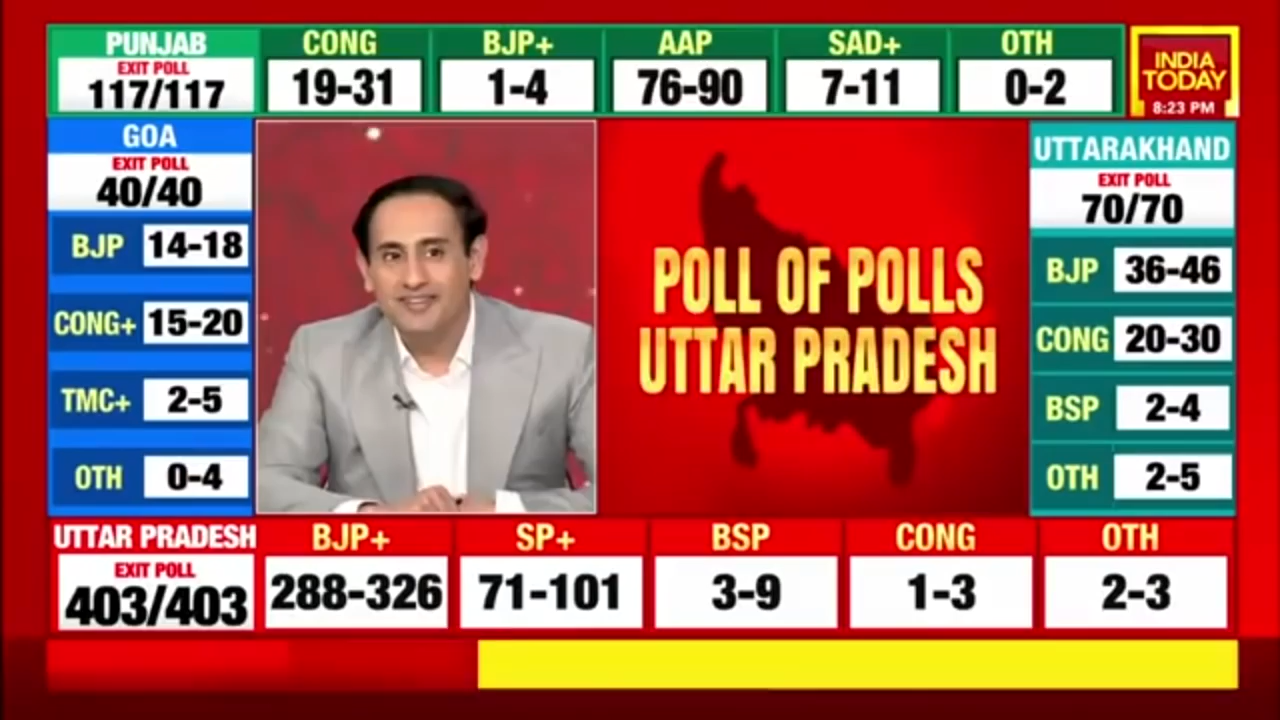 PUNJAB
EXIT POLL
117/117
CONG
19-31
BJP+
1-4
AAP
76-90
SAD+
7-11
OTH
0-2
INDIA
TODAY
8:23 PM
GOA
EXIT POLL
40/40
BJP 14-18
CONG+ 15-20
TMC+ 2-5
OTH 0-4
POLL OF POLLS
UTTAR PRADESH
UTTARAKHAND
EXIT POLL
70/70
BJP 36-46
CONG 20-30
BSP 2-4
OTH 2-5
UTTAR PRADESH
EXIT POLL
403/403
BJP+
288-326
SP+
71-101
BSP
3-9
CONG
1-3
OTH
2-3